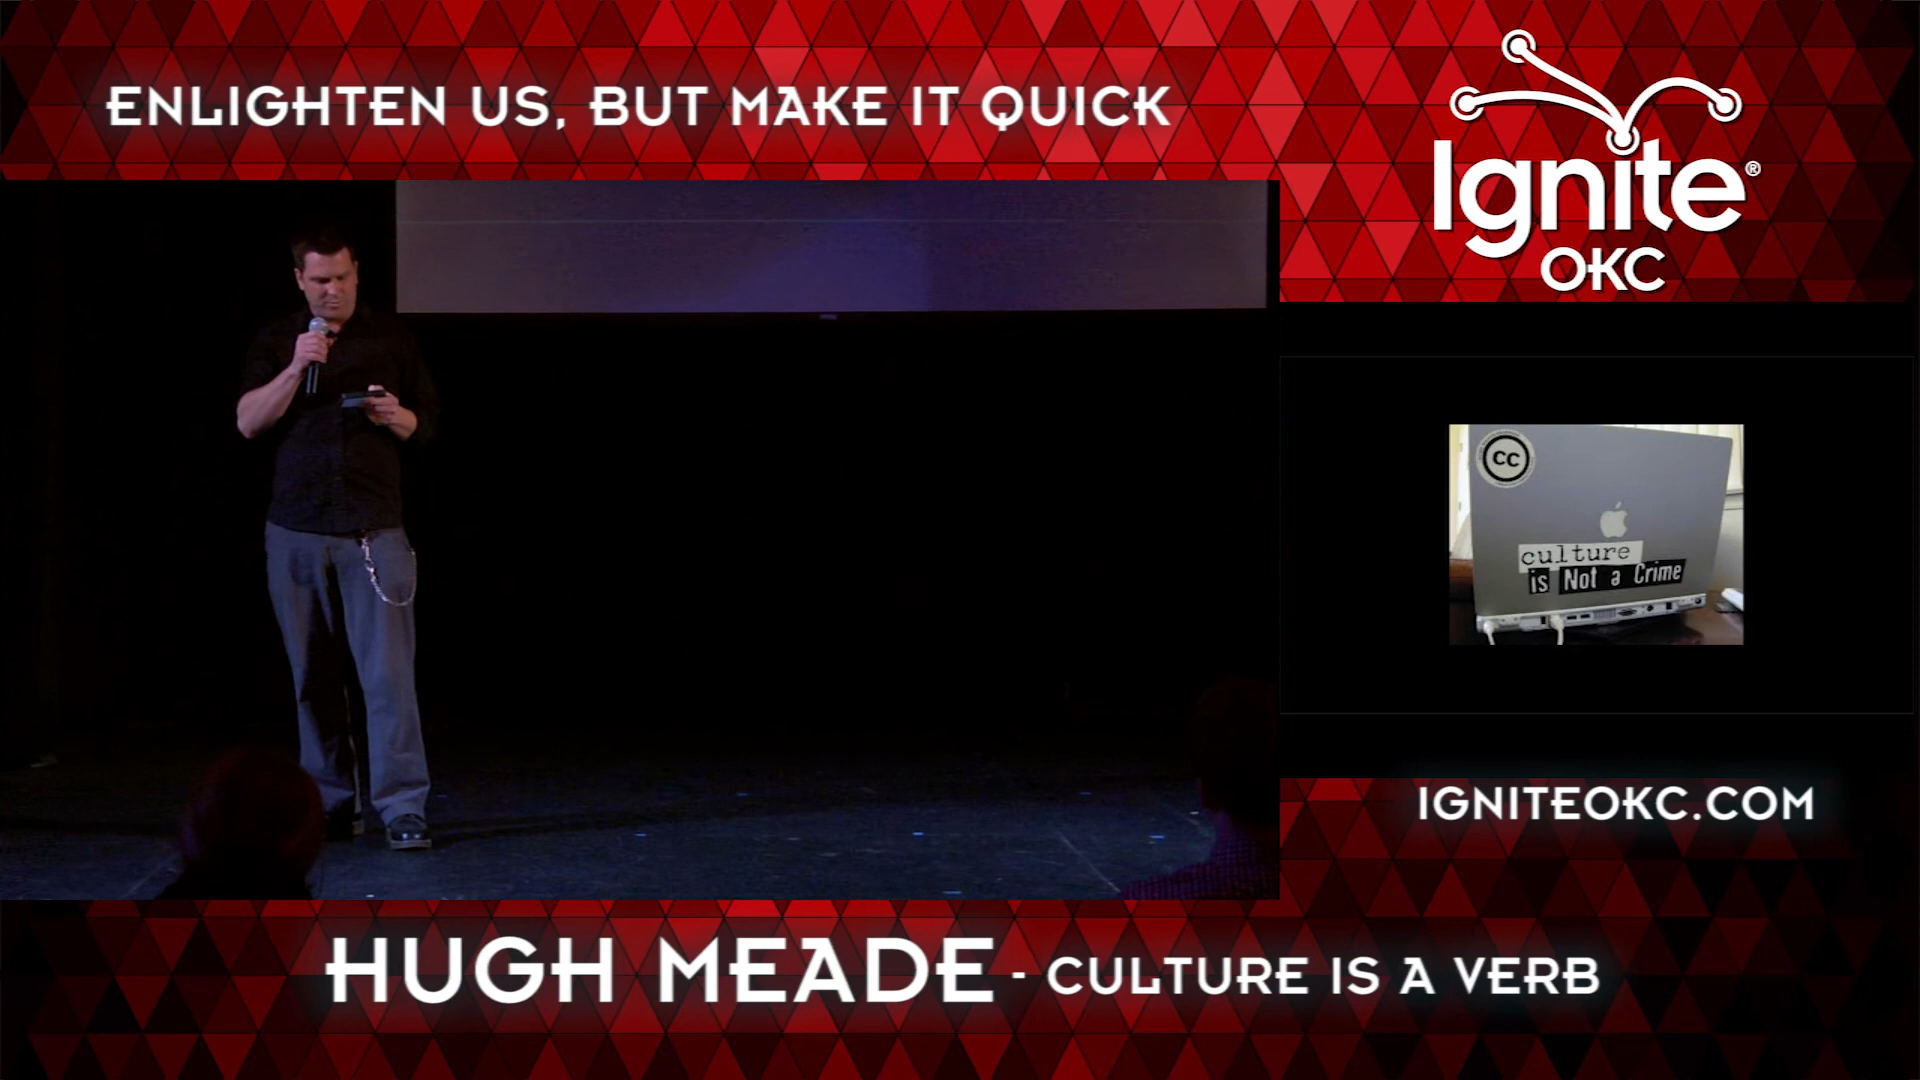 ENLIGHTEN US, BUT MAKE IT QUICK
Ignite®
OKC
CC
culture
is Not a Crime
IGNITEOKC.COM
HUGH MEADE - CULTURE IS A VERB